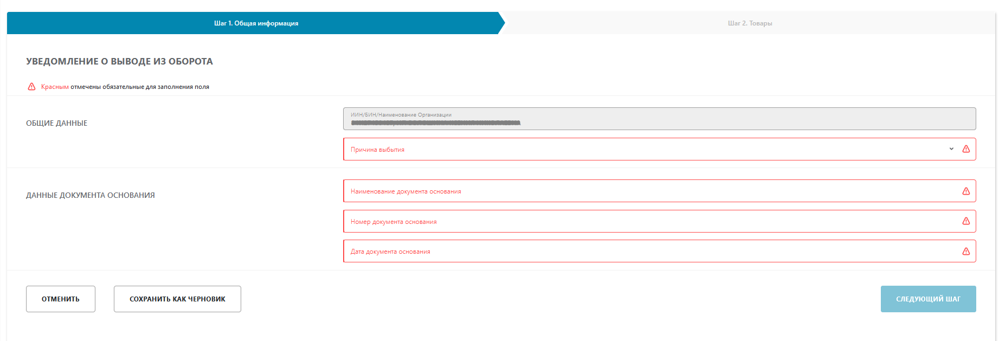 Шаг 1. Общая информация
Шаг 2. Товары
УВЕДОМЛЕНИЕ О ВЫВОДЕ ИЗ ОБОРОТА
Красным отмечены обязательные для заполнения поля
ОБЩИЕ ДАННЫЕ
ИИН/БИН/Наименование Организации
Причина выбытия
ДАННЫЕ ДОКУМЕНТА ОСНОВАНИЯ
Наименование документа основания
Номер документа основания
Дата документа основания
ОТМЕНИТЬ
СОХРАНИТЬ КАК ЧЕРНОВИК
СЛЕДУЮЩИЙ ШАГ